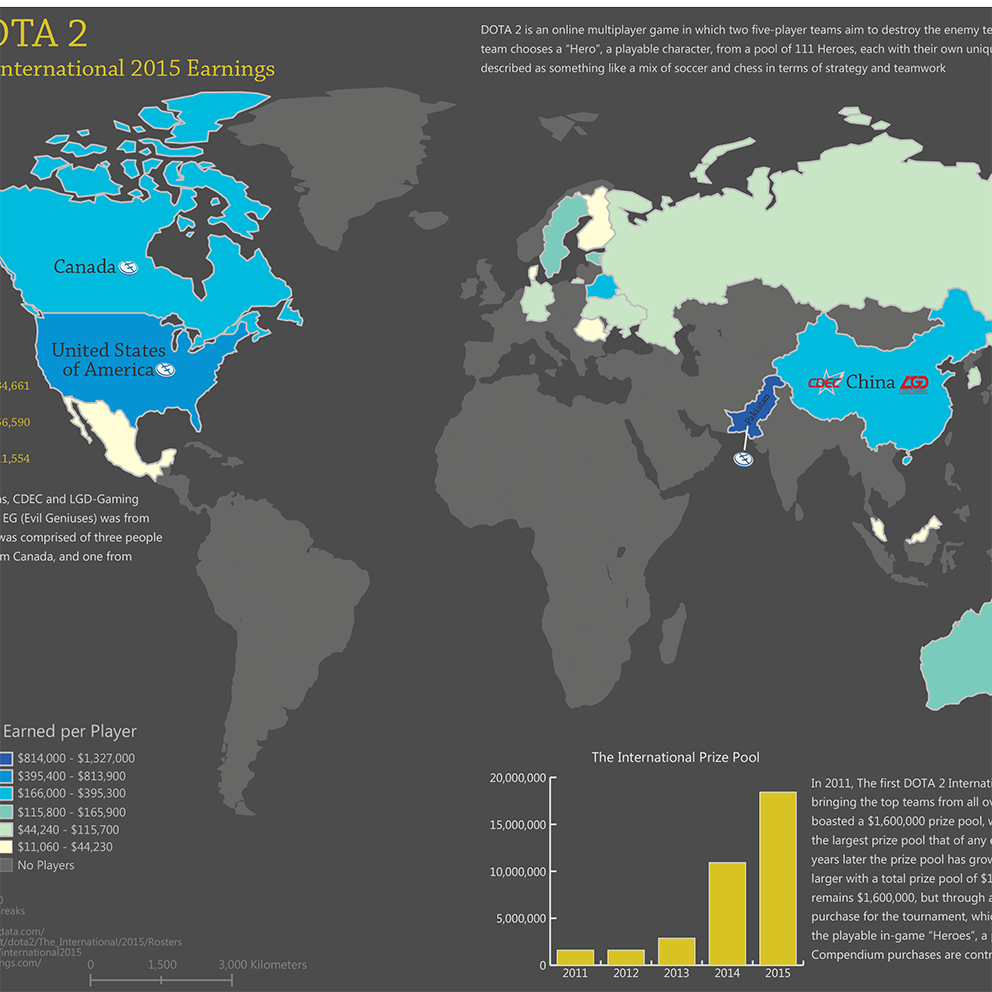 OTA 2
nternational 2015 Earnings
DOTA 2 is an online multiplayer game in which two five-player teams aim to destroy the enemy te
team chooses a "Hero", a playable character, from a pool of 111 Heroes, each with their own uniqu
described as something like a mix of soccer and chess in terms of strategy and teamwork
Canada
United States
of America
CDEC China LGD
Pakistan
34,661
56,590
11,554
ns, CDEC and LGD-Gaming
EG (Evil Geniuses) was from
was comprised of three people
m Canada, and one from
Earned per Player
$814,000 - $1,327,000
$395,400 - $813,900
$166,000 - $395,300
$115,800 - $165,900
$44,240 - $115,700
$11,060 - $44,230
No Players
reaks
data.com/
t/dota2/The_International/2015/Rosters
/international2015
ngs.com/
0 1,500 3,000 Kilometers
The International Prize Pool
20,000,000
15,000,000
10,000,000
5,000,000
0
2011 2012 2013 2014 2015
In 2011, The first DOTA 2 Internati
bringing the top teams from all ov
boasted a $1,600,000 prize pool, w
the largest prize pool that of any e
years later the prize pool has grow
larger with a total prize pool of $1
remains $1,600,000, but through a
purchase for the tournament, whic
the playable in-game "Heroes", a p
Compendium purchases are contr